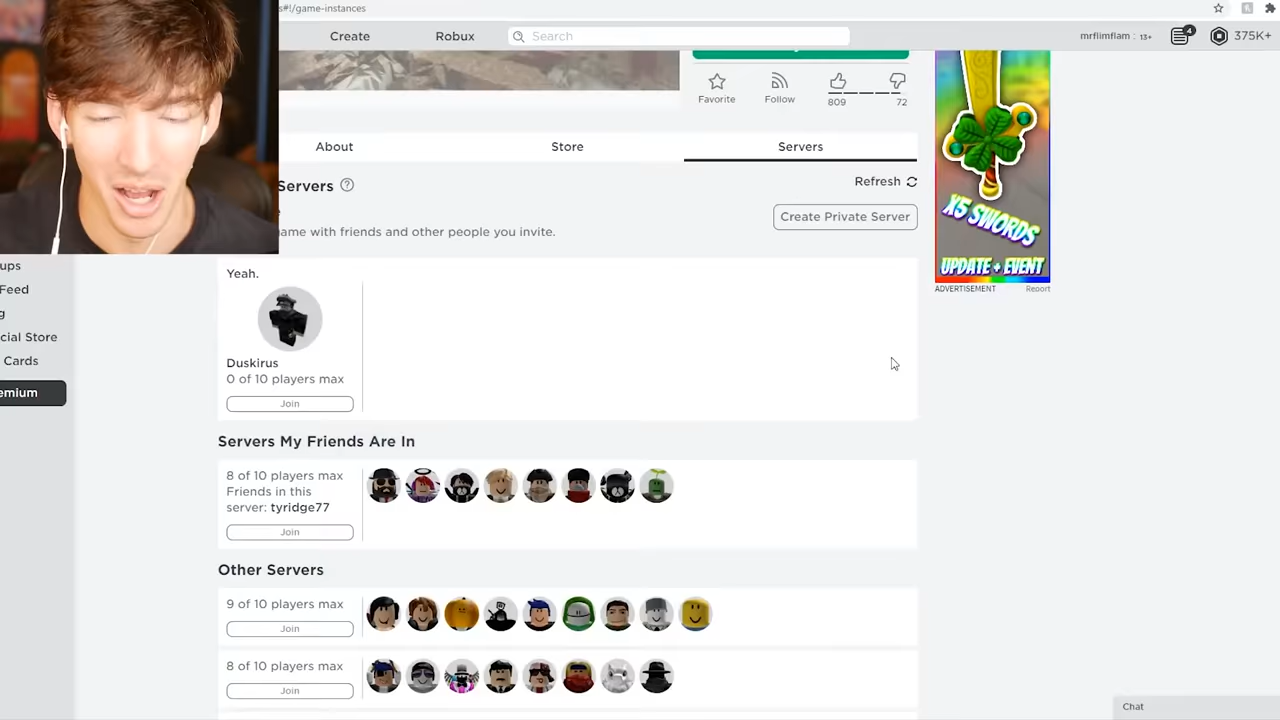 s#!/game-instances
Create
Robux
Search
mrflimflam : 13+
4
375K+
Favorite
Follow
809
72
About
Store
Servers
Servers
Refresh
Create Private Server
ame with friends and other people you invite.
ups
Feed
g
cial Store
Cards
emium
Yeah.
Duskirus
0 of 10 players max
Join
Servers My Friends Are In
8 of 10 players max
Friends in this
server: tyridge77
Join
Other Servers
9 of 10 players max
Join
8 of 10 players max
Join
X5 SWORDS
UPDATE + EVENT
ADVERTISEMENT
Report
Chat